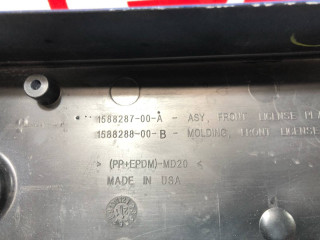 1588287-00-A - ASY, FRONT LICENSE
1588288-00-B - MOLDING, FRONT LICENSE
> (PP+EPDM)-MD20 <
MADE IN USA